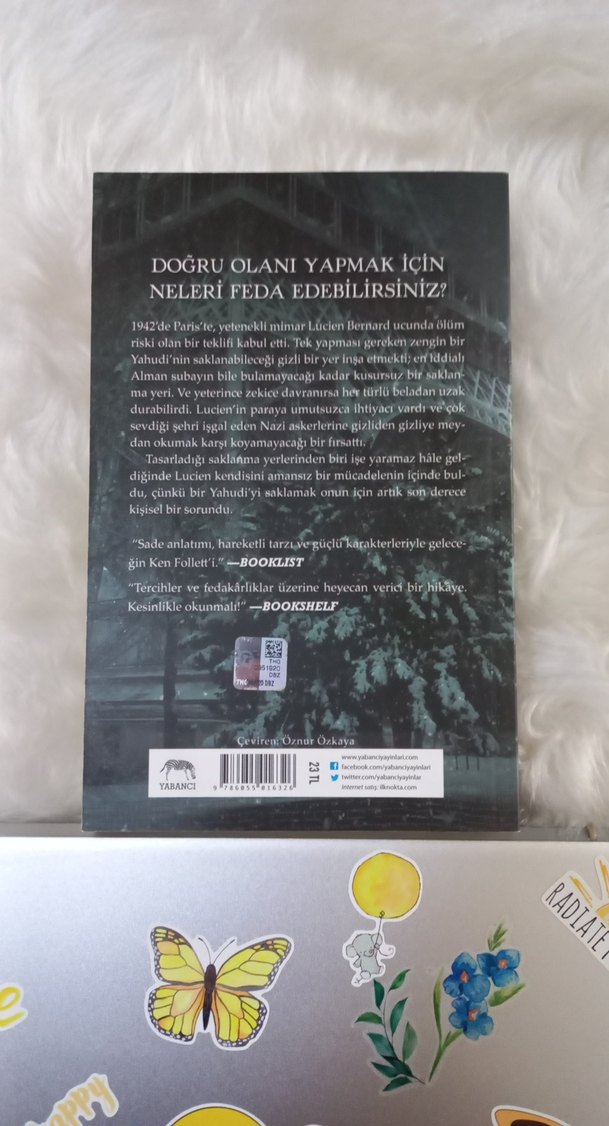 DOĞRU OLANI YAPMAK İÇİN
NELERİ FEDA EDEBİLİRSİNİZ?
1942'de Paris'te, yetenekli mimar Lucien Bernard ucunda ölüm
riski olan bir teklifi kabul etti. Tek yapması gereken zengin bir
Yahudi'nin saklanabileceği gizli bir yer inşa etmekti; en iddialı
Alman subayın bile bulamayacağı kadar kusursuz bir saklan-
ma yeri. Ve yeterince zekice davranırsa her türlü beladan uzak
durabilirdi. Lucien'in paraya umutsuzca ihtiyacı vardı ve çok
sevdiği şehri işgal eden Nazi askerlerine gizliden gizliye mey-
dan okumak karşı koyamayacağı bir fırsattı.
Tasarladığı saklanma yerlerinden biri işe yaramaz hâle gel-
diğinde Lucien kendisini amansız bir mücadelenin içinde bul-
du, çünkü bir Yahudi'yi saklamak onun için artık son derece
kişisel bir sorundu.
"Sade anlatımı, hareketli tarzı ve güçlü karakterleriyle gelece-
ğin Ken Follett'i." —BOOKLIST
"Tercihler ve fedakârlıklar üzerine heyecan verici bir hikâye.
Kesinlikle okunmalı!" —BOOKSHELF
THG
DBZ
Çeviren: Öznur Özkaya
YABANCI
9 786055 016326
23 TL
www.yabanciyayinlari.com
facebook.com/yabanciyayinlari
twitter.com/yabanciyayinlar
internet satış: ilknokta.com
RADIATE
happy